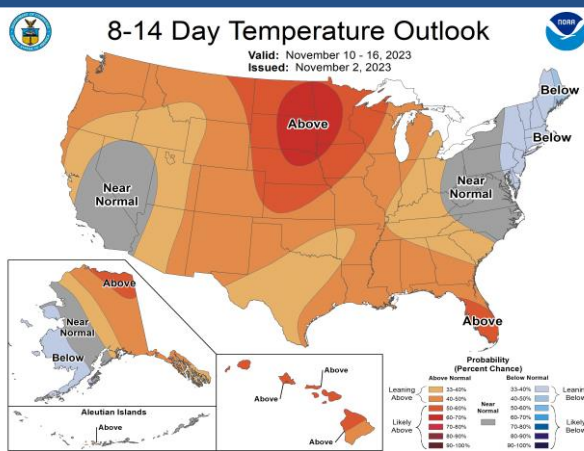 8-14 Day Temperature Outlook
Valid: November 10 - 16, 2023
Issued: November 2, 2023
NOAA
Below
Above
Below
Near
Normal
Near
Normal
Above
Above
Near
Normal
Below
Above
Above
Above
Aleutian Islands
Above
Probability
(Percent Chance)
Above Normal
Below Normal
Leaning
Above
33-40%
40-50%
Likely
Above
50-60%
60-70%
70-80%
80-90%
90-100%
Near
Normal
33-40%
40-50%
50-60%
60-70%
70-80%
80-90%
90-100%
Leanin
Below
Likely
Below